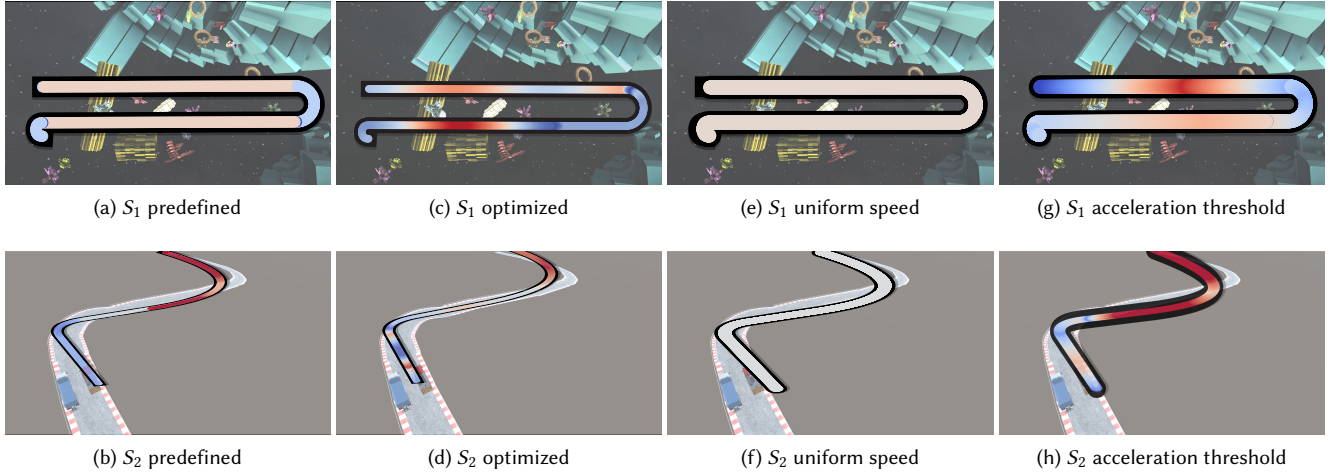 (a) S₁ predefined
(c) S₁ optimized
(e) S₁ uniform speed
(g) S₁ acceleration threshold
(b) S₂ predefined
(d) S₂ optimized
(f) S₂ uniform speed
(h) S₂ acceleration threshold